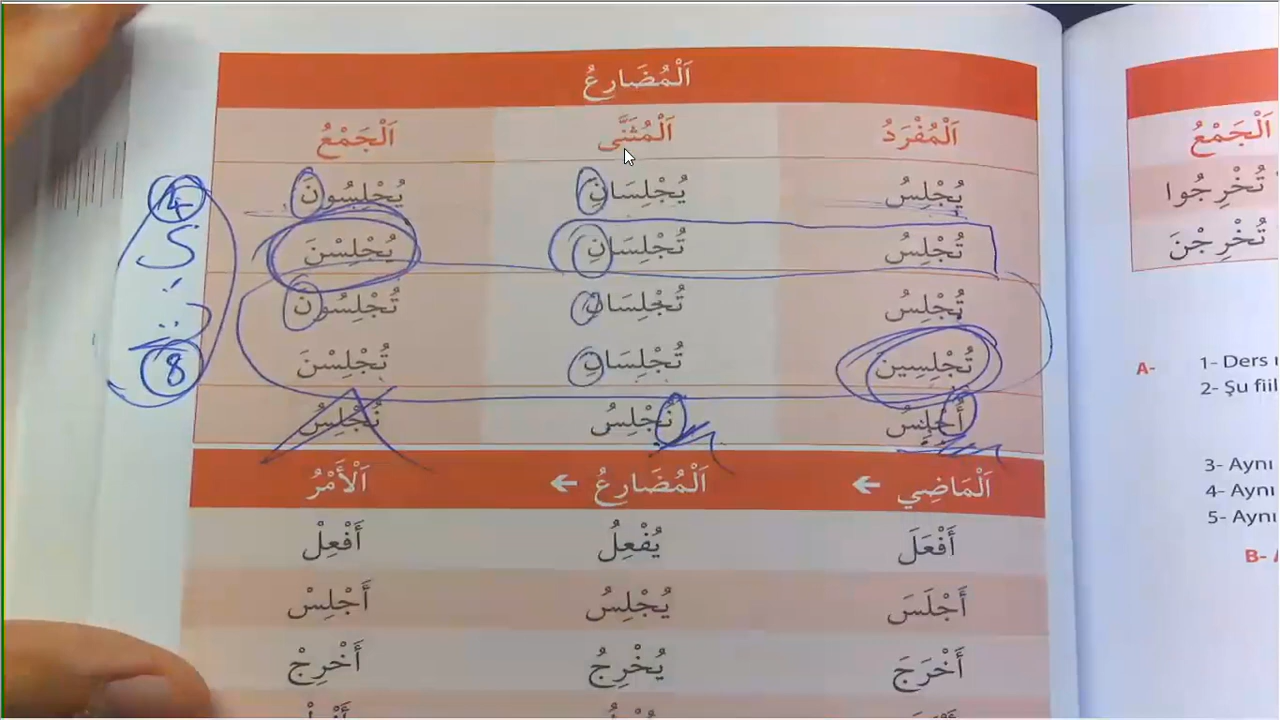 اَلْمُضَارِعُ
اَلْمُفْرَدُ اَلْمُثَنَّى اَلْجَمْعُ
يُجْلِسُ يُجْلِسَانِ يُجْلِسُونَ
تُجْلِسُ تُجْلِسَانِ يُجْلِسْنَ
تُجْلِسُ تُجْلِسَانِ تُجْلِسُونَ
تُجْلِسِينَ تُجْلِسَانِ تُجْلِسْنَ
أُجْلِسُ نُجْلِسُ نُجْلِسُ
اَلْمَاضِي ← اَلْمُضَارِعُ ← اَلْأَمْرُ
أَفْعَلَ يُفْعِلُ أَفْعِلْ
أَجْلَسَ يُجْلِسُ أَجْلِسْ
أَخْرَجَ يُخْرِجُ أَخْرِجْ
4
8
اَلْجَمْعُ
تُخْرِجُوا
تُخْرِجْنَ
A- 1- Ders
2- Şu fiil
3- Aynı
4- Aynı
5- Aynı
B-